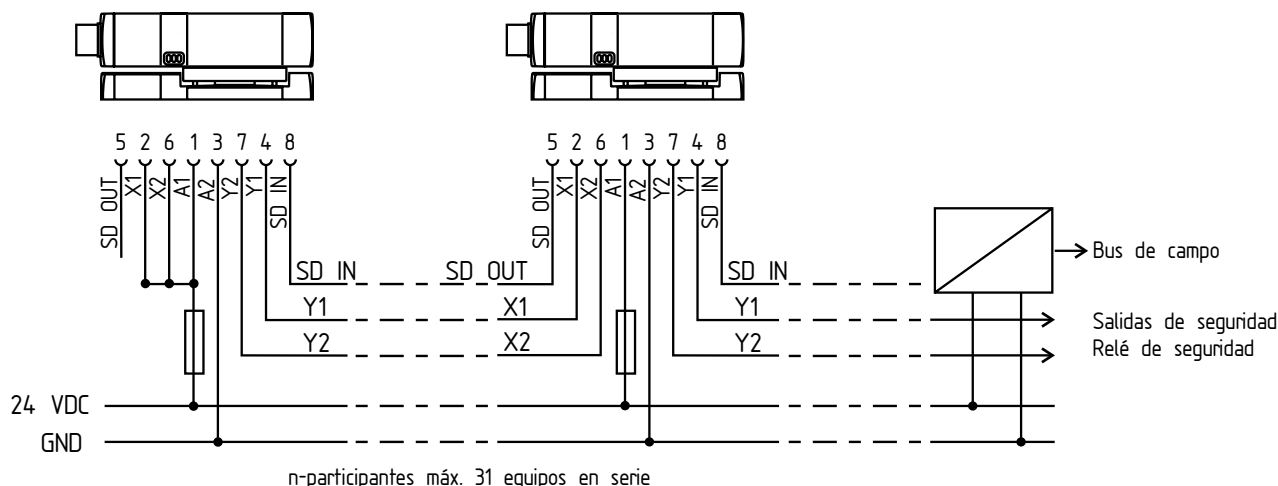 5 2 6 1 3 7 4 8
5 2 6 1 3 7 4 8
SD OUT
X1
X2
A1
A2
Y2
Y1
SD IN
SD OUT
X1
X2
A1
A2
Y2
Y1
SD IN
SD IN
SD OUT
SD IN
Bus de campo
Y1
X1
Y1
Salidas de seguridad
Y2
X2
Y2
Relé de seguridad
24 VDC
GND
n-participantes máx. 31 equipos en serie